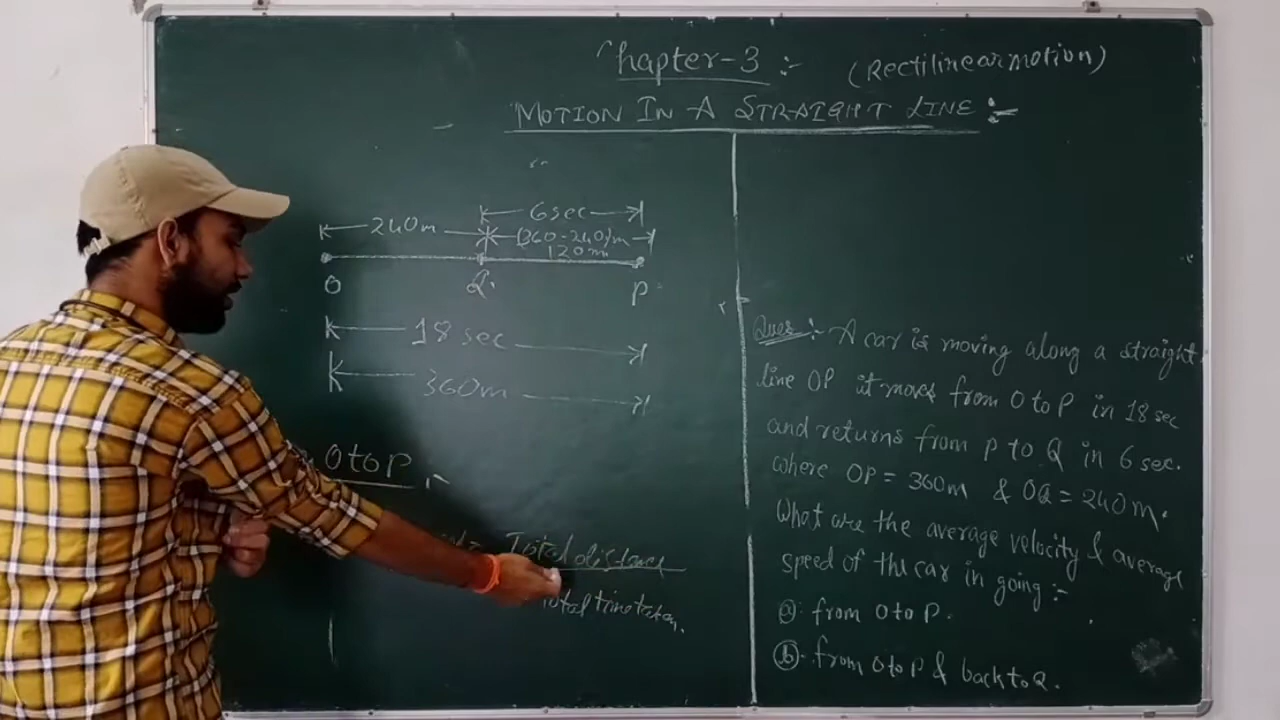 Chapter-3 :- (Rectilinear motion)
MOTION IN A STRAIGHT LINE :-
6sec
240m
(360-240)m
120m
O Q. P
18 sec
360m
O to P
Total distance
Total time taken.
Ques :- A car is moving along a straight
line OP it moves from O to P in 18 sec
and returns from P to Q in 6 sec.
where OP = 360m & OQ = 240m.
What are the average velocity & average
speed of the car in going :-
(a) from O to P.
(b) from O to P & back to Q.